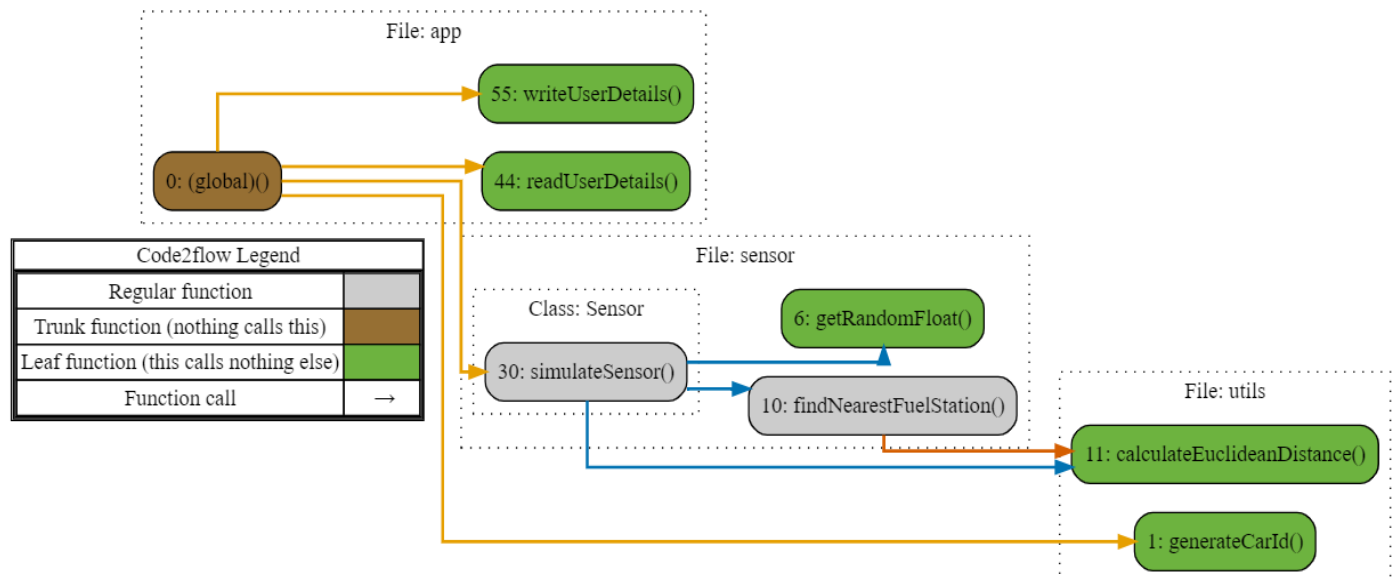 File: app
55: writeUserDetails()
0: (global)()
44: readUserDetails()
Code2flow Legend
Regular function
Trunk function (nothing calls this)
Leaf function (this calls nothing else)
Function call →
File: sensor
Class: Sensor
6: getRandomFloat()
30: simulateSensor()
10: findNearestFuelStation()
File: utils
11: calculateEuclideanDistance()
1: generateCarId()